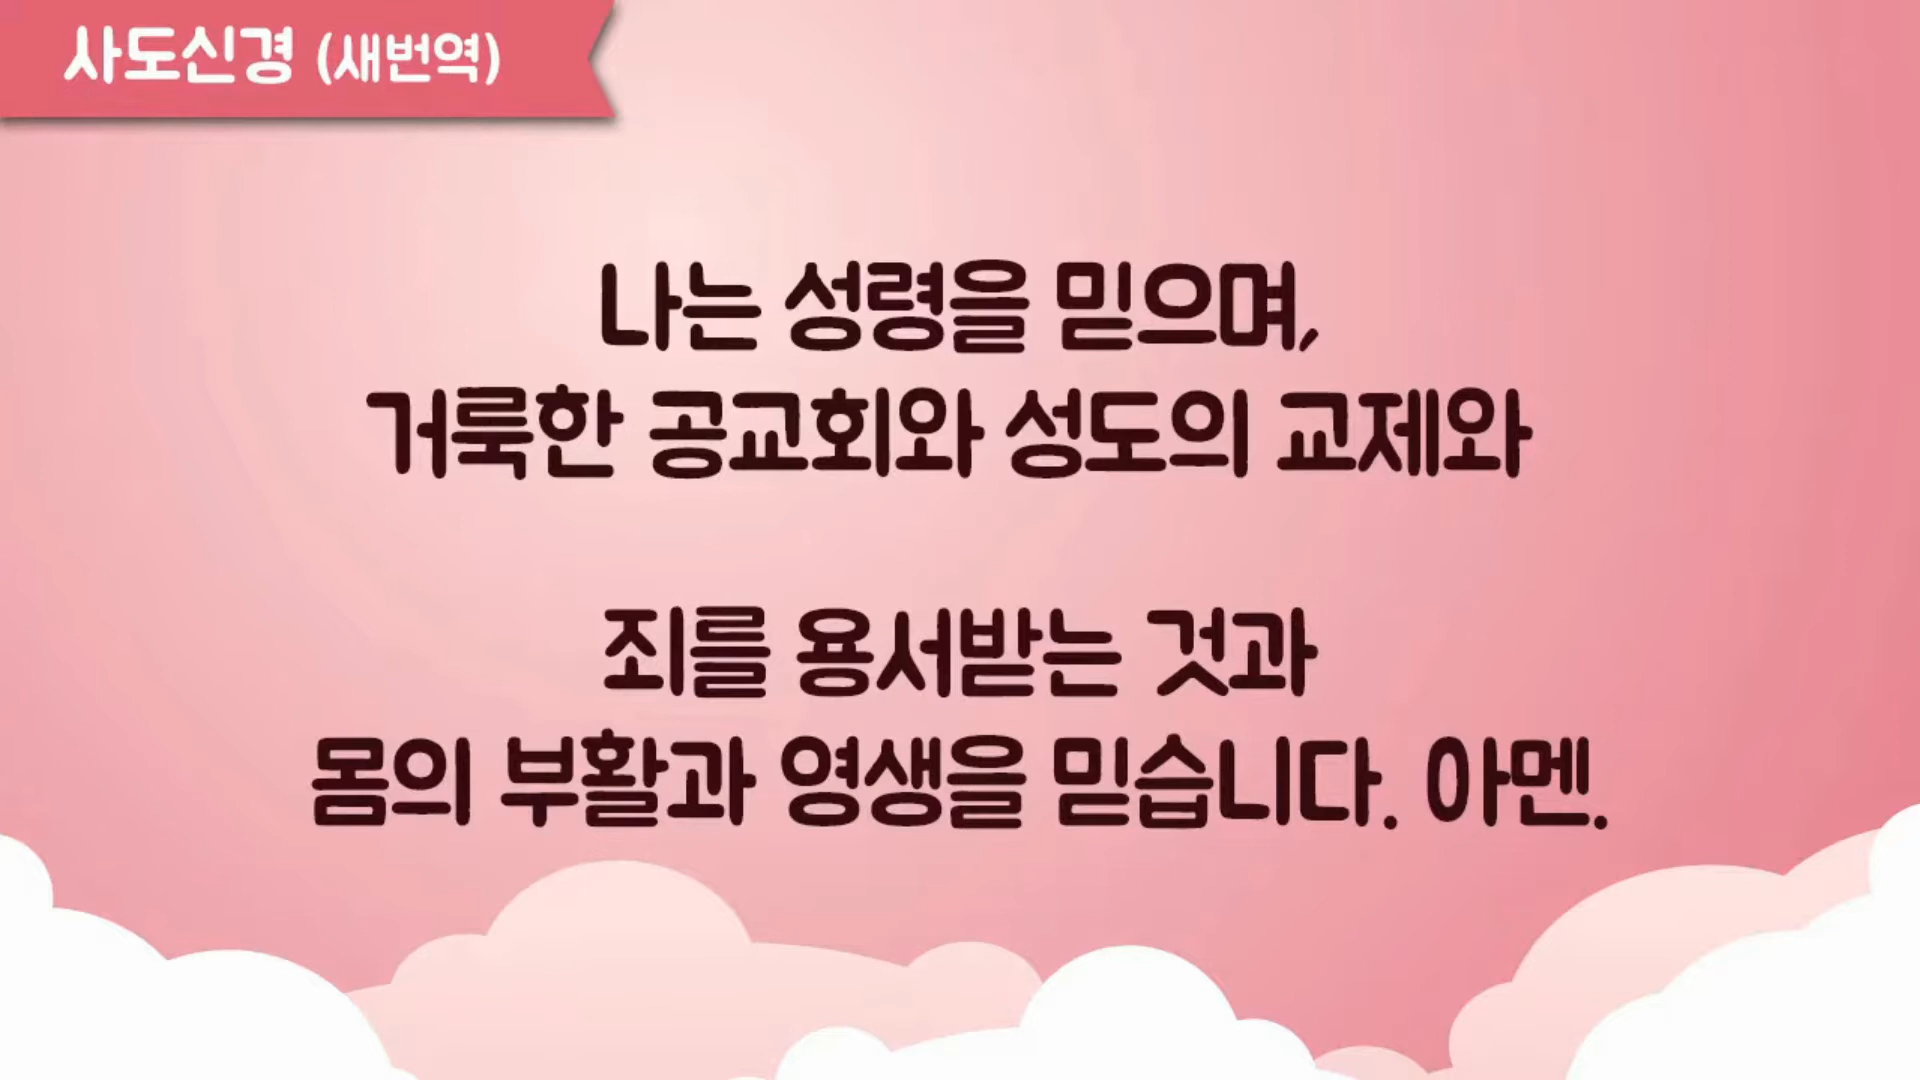 사도신경 (새번역)
나는 성령을 믿으며,
거룩한 공교회와 성도의 교제와
죄를 용서받는 것과
몸의 부활과 영생을 믿습니다. 아멘.